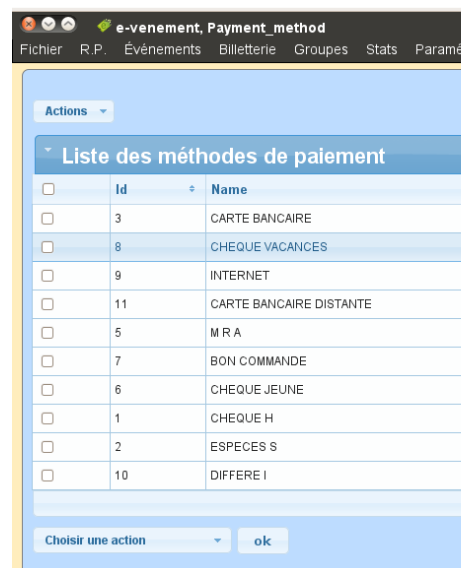 e-venement, Payment_method
Fichier R.P. Événements Billetterie Groupes Stats Paramé
Actions
Liste des méthodes de paiement
Id Name
3 CARTE BANCAIRE
8 CHEQUE VACANCES
9 INTERNET
11 CARTE BANCAIRE DISTANTE
5 M R A
7 BON COMMANDE
6 CHEQUE JEUNE
1 CHEQUE H
2 ESPECES S
10 DIFFERE I
Choisir une action ok